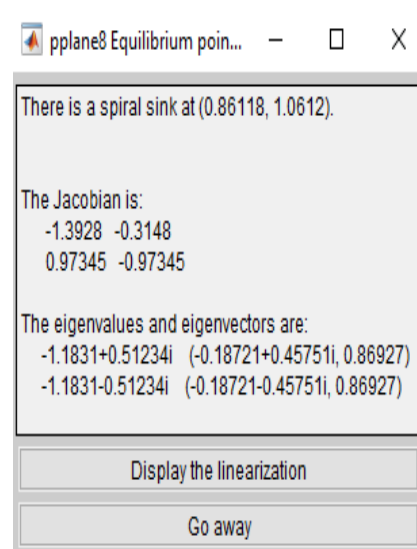 pplane8 Equilibrium poin...
There is a spiral sink at (0.86118, 1.0612).
The Jacobian is:
-1.3928 -0.3148
0.97345 -0.97345
The eigenvalues and eigenvectors are:
-1.1831+0.51234i (-0.18721+0.45751i, 0.86927)
-1.1831-0.51234i (-0.18721-0.45751i, 0.86927)
Display the linearization
Go away